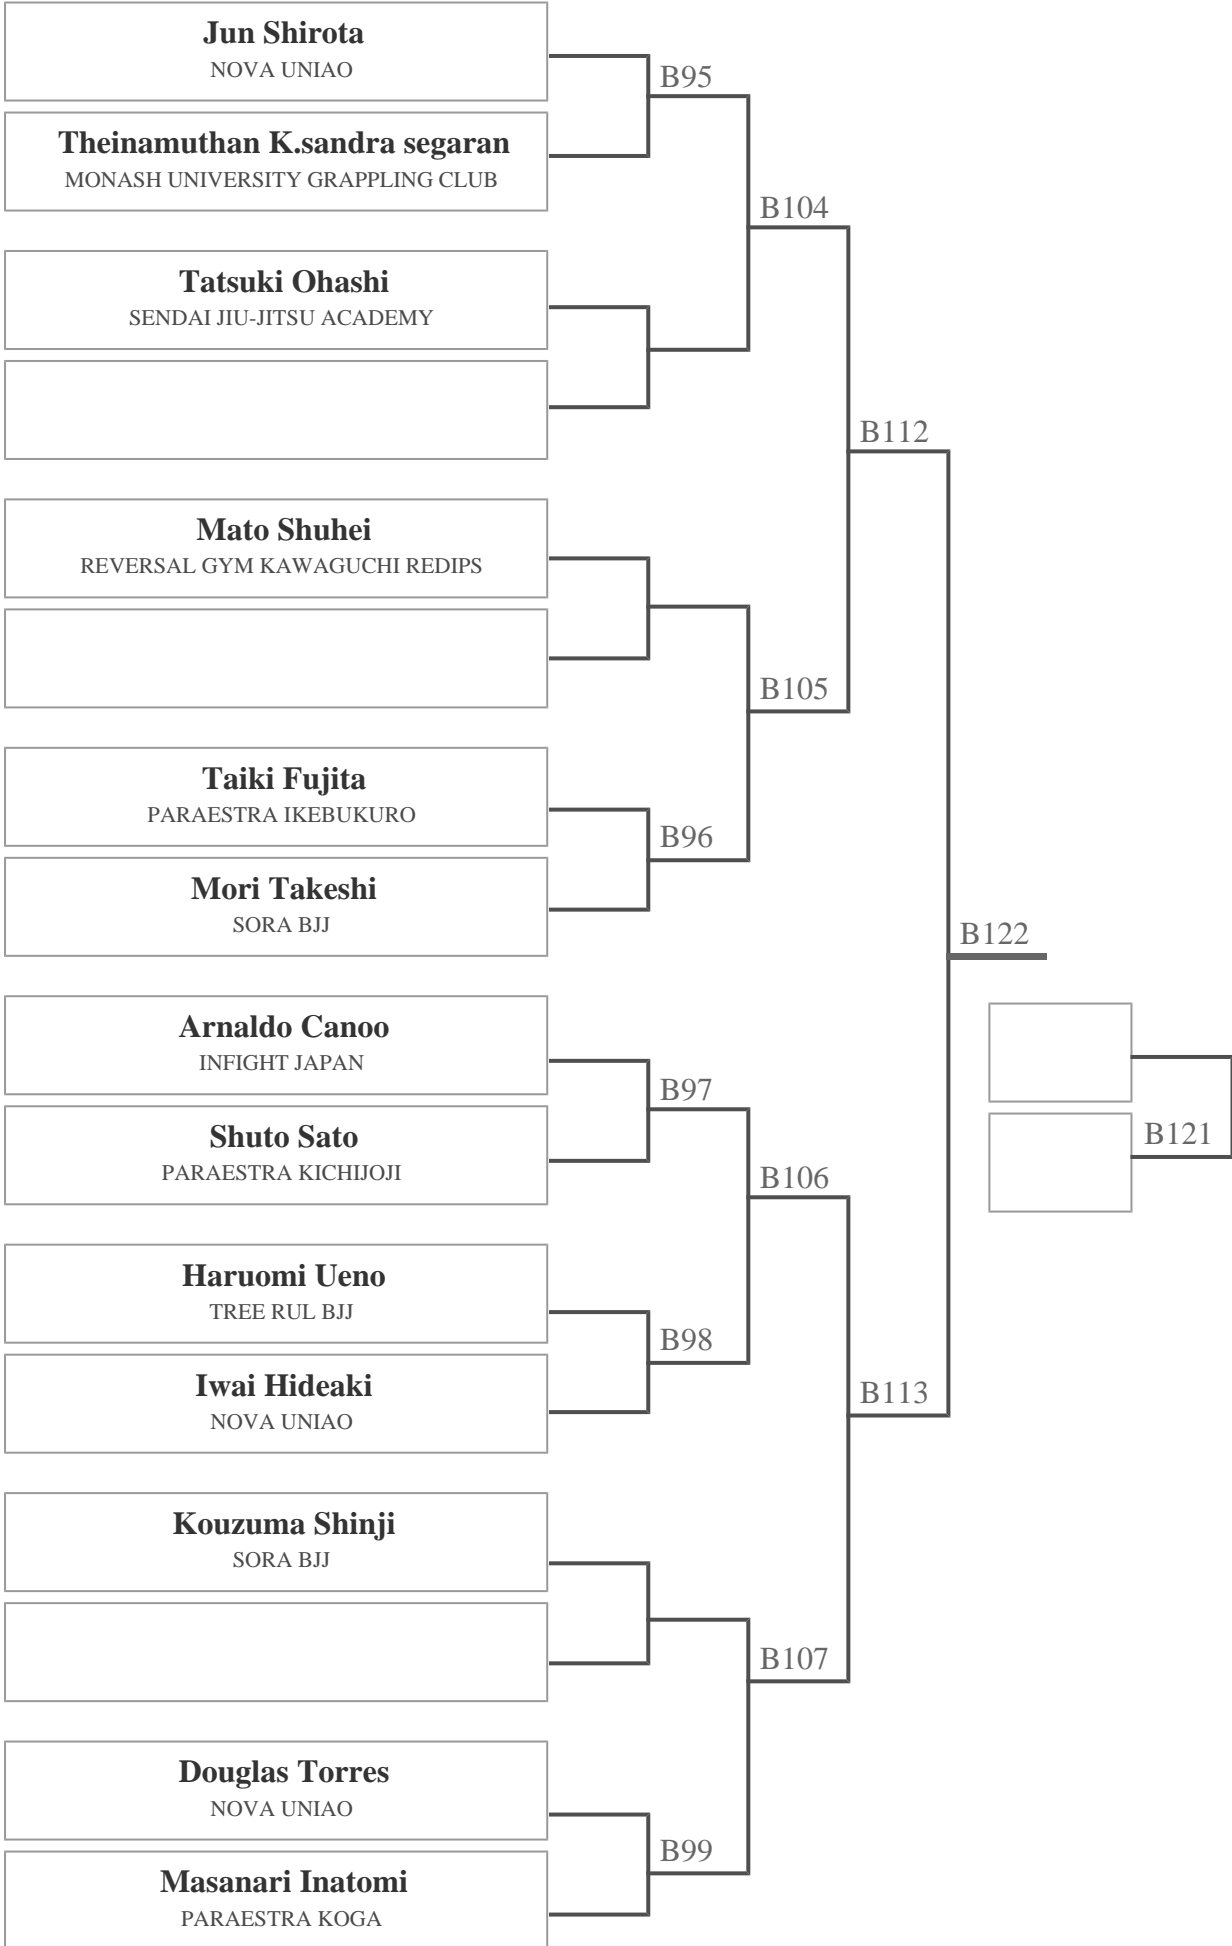 Jun Shirota
NOVA UNIAO
B95
Theinamuthan K.sandra segaran
MONASH UNIVERSITY GRAPPLING CLUB
B104
Tatsuki Ohashi
SENDAI JIU-JITSU ACADEMY
B112
Mato Shuhei
REVERSAL GYM KAWAGUCHI REDIPS
B105
Taiki Fujita
PARAESTRA IKEBUKURO
B96
Mori Takeshi
SORA BJJ
B122
Arnaldo Canoo
INFIGHT JAPAN
B97
Shuto Sato
PARAESTRA KICHIJOJI
B121
B106
Haruomi Ueno
TREE RUL BJJ
B98
Iwai Hideaki
NOVA UNIAO
B113
Kouzuma Shinji
SORA BJJ
B107
Douglas Torres
NOVA UNIAO
B99
Masanari Inatomi
PARAESTRA KOGA